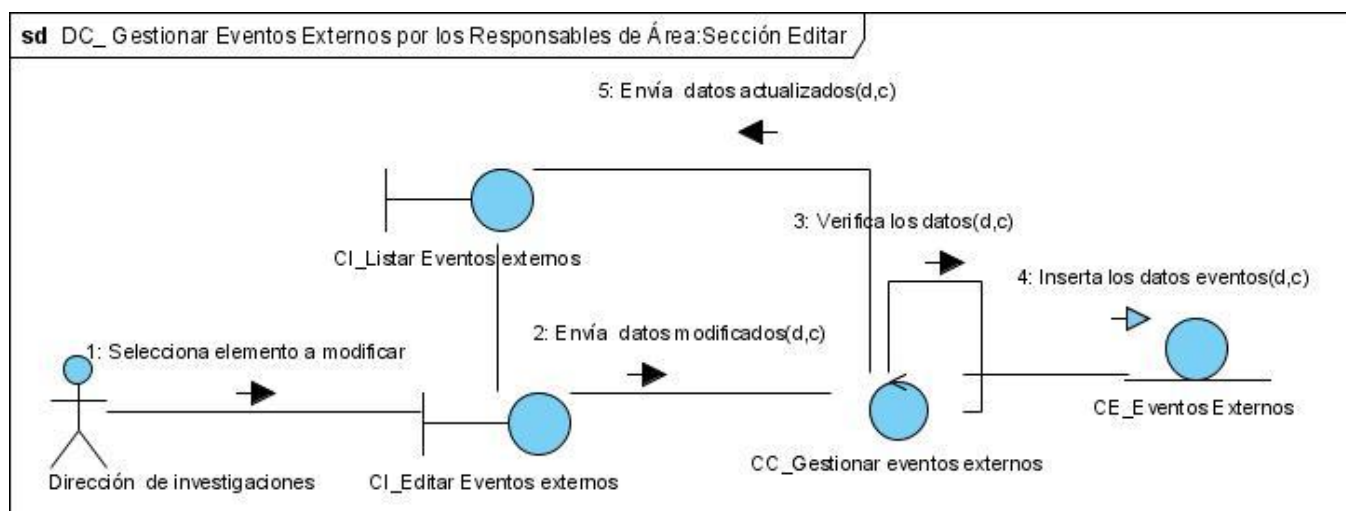 sd DC_ Gestionar Eventos Externos por los Responsables de Área:Sección Editar
5: Envía datos actualizados(d,c)
3: Verifica los datos(d,c)
CI_Listar Eventos externos
4: Inserta los datos eventos(d,c)
2: Envía datos modificados(d,c)
1: Selecciona elemento a modificar
CE_Eventos Externos
CC_Gestionar eventos externos
Dirección de investigaciones
CI_Editar Eventos externos